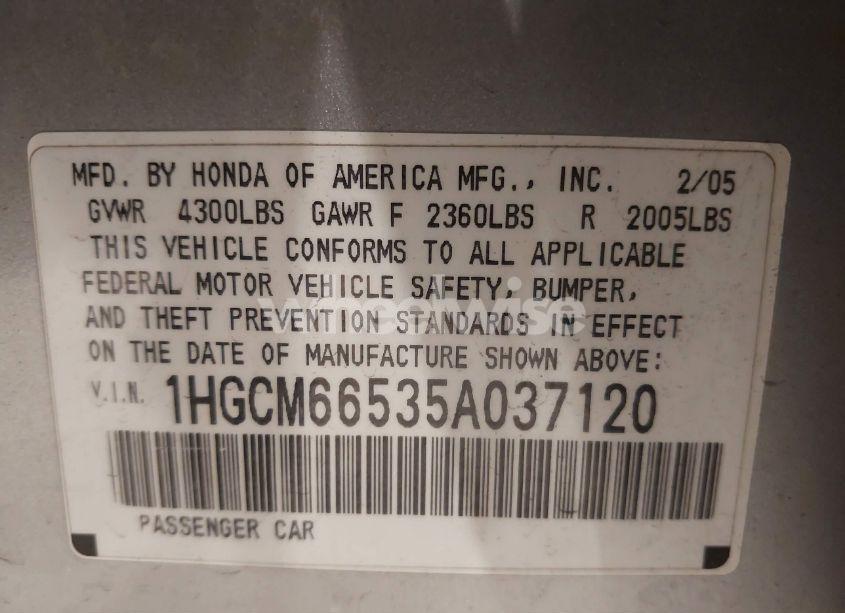 MFD. BY HONDA OF AMERICA MFG., INC. 2/05
GVWR 4300LBS GAWR F 2360LBS R 2005LBS
THIS VEHICLE CONFORMS TO ALL APPLICABLE
FEDERAL MOTOR VEHICLE SAFETY, BUMPER,
wheelwise
AND THEFT PREVENTION STANDARDS IN EFFECT
ON THE DATE OF MANUFACTURE SHOWN ABOVE:
V.I.N. 1HGCM66535A037120
PASSENGER CAR